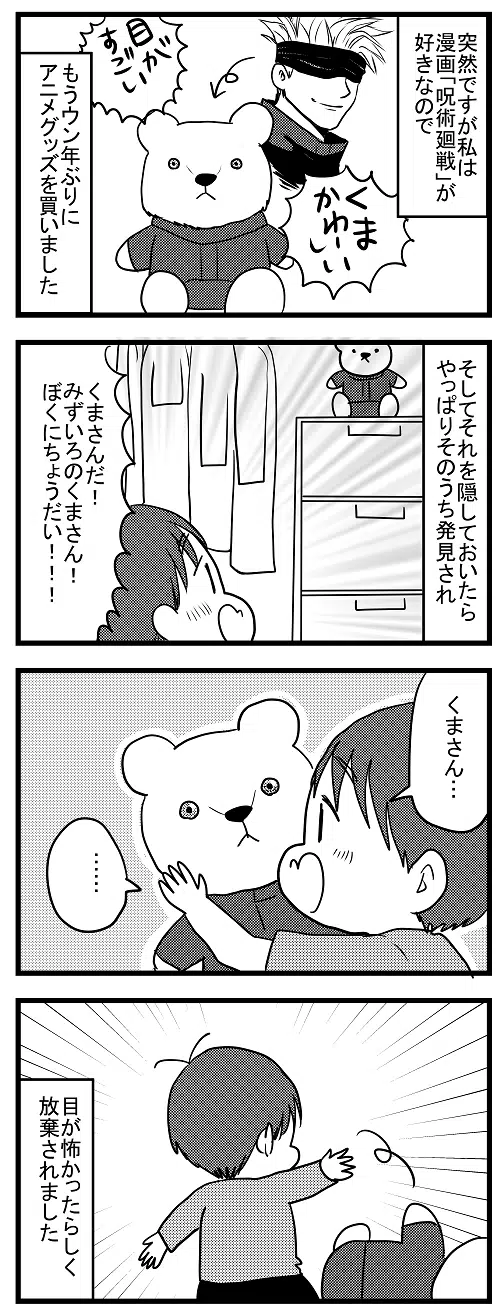 突然ですが私は
漫画「呪術廻戦」が
好きなので
目が
すごい
くま
かわーしい
もうウン年ぶりに
アニメグッズを買いました
そしてそれを隠しておいたら
やっぱりそのうち発見され
くまさんだ！
みずいろのくまさん！
ぼくにちょうだい！！！
くまさん…
……
目が怖かったらしく
放棄されました